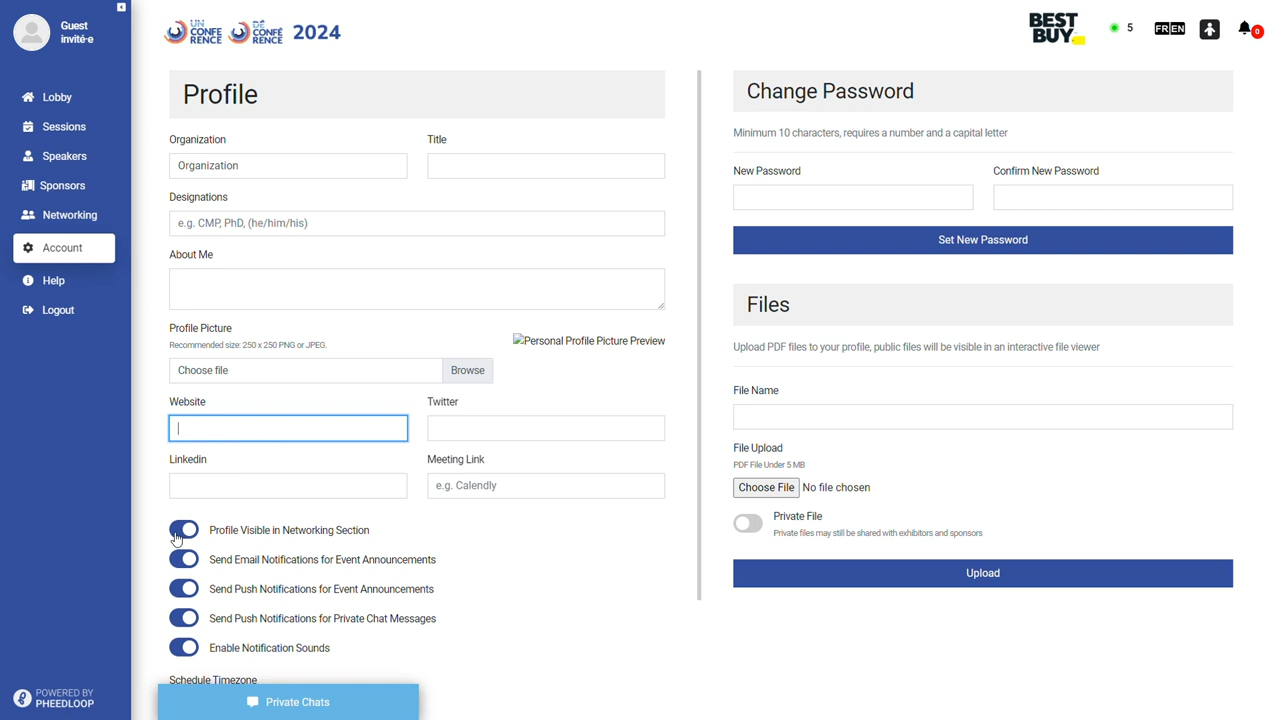 Guest
invité·e
Lobby
Sessions
Speakers
Sponsors
Networking
Account
Help
Logout
POWERED BY
PHEEDLOOP
UN DÉ
CONFE CONFÉ 2024
RENCE RENCE
BEST
BUY
5
FR EN
0
Profile
Organization Title
Organization
Designations
e.g. CMP, PhD, (he/him/his)
About Me
Profile Picture
Recommended size: 250 x 250 PNG or JPEG.
Personal Profile Picture Preview
Choose file Browse
Website Twitter
Linkedin Meeting Link
e.g. Calendly
Profile Visible in Networking Section
Send Email Notifications for Event Announcements
Send Push Notifications for Event Announcements
Send Push Notifications for Private Chat Messages
Enable Notification Sounds
Schedule Timezone
Private Chats
Change Password
Minimum 10 characters, requires a number and a capital letter
New Password Confirm New Password
Set New Password
Files
Upload PDF files to your profile, public files will be visible in an interactive file viewer
File Name
File Upload
PDF File Under 5 MB
Choose File No file chosen
Private File
Private files may still be shared with exhibitors and sponsors
Upload